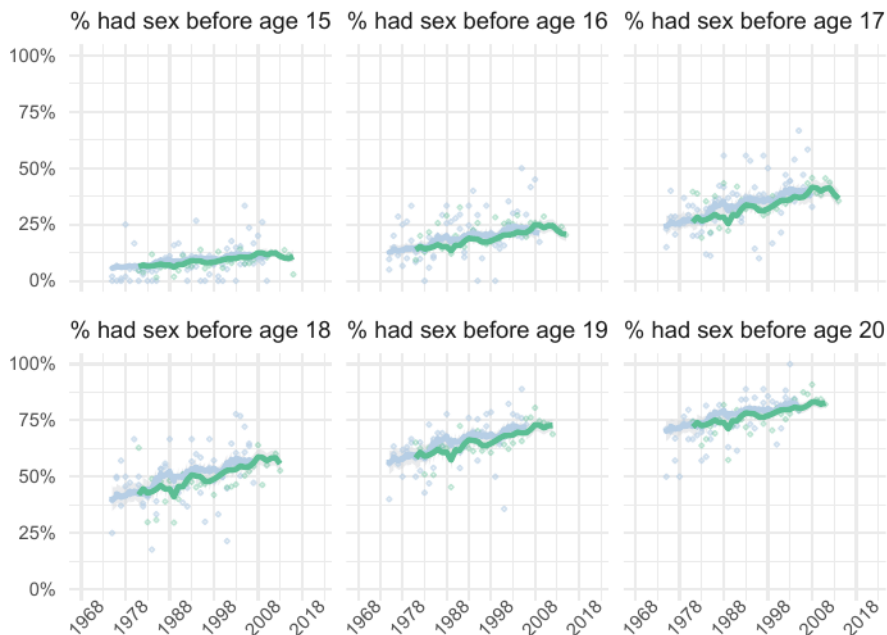 % had sex before age 15
% had sex before age 16
% had sex before age 17
100%
75%
50%
25%
0%
% had sex before age 18
% had sex before age 19
% had sex before age 20
100%
75%
50%
25%
0%
1968 1978 1988 1998 2008 2018
1968 1978 1988 1998 2008 2018
1968 1978 1988 1998 2008 2018